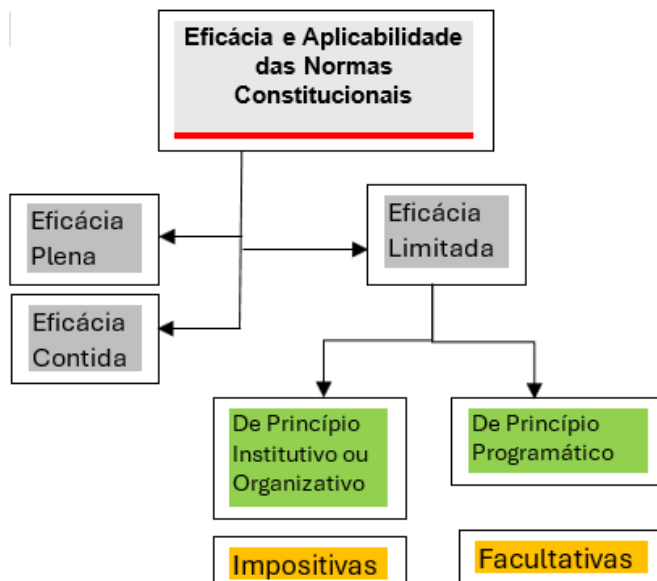 Eficácia e Aplicabilidade
das Normas
Constitucionais
Eficácia
Plena
Eficácia
Limitada
Eficácia
Contida
De Princípio
Institutivo ou
Organizativo
De Princípio
Programático
Impositivas
Facultativas